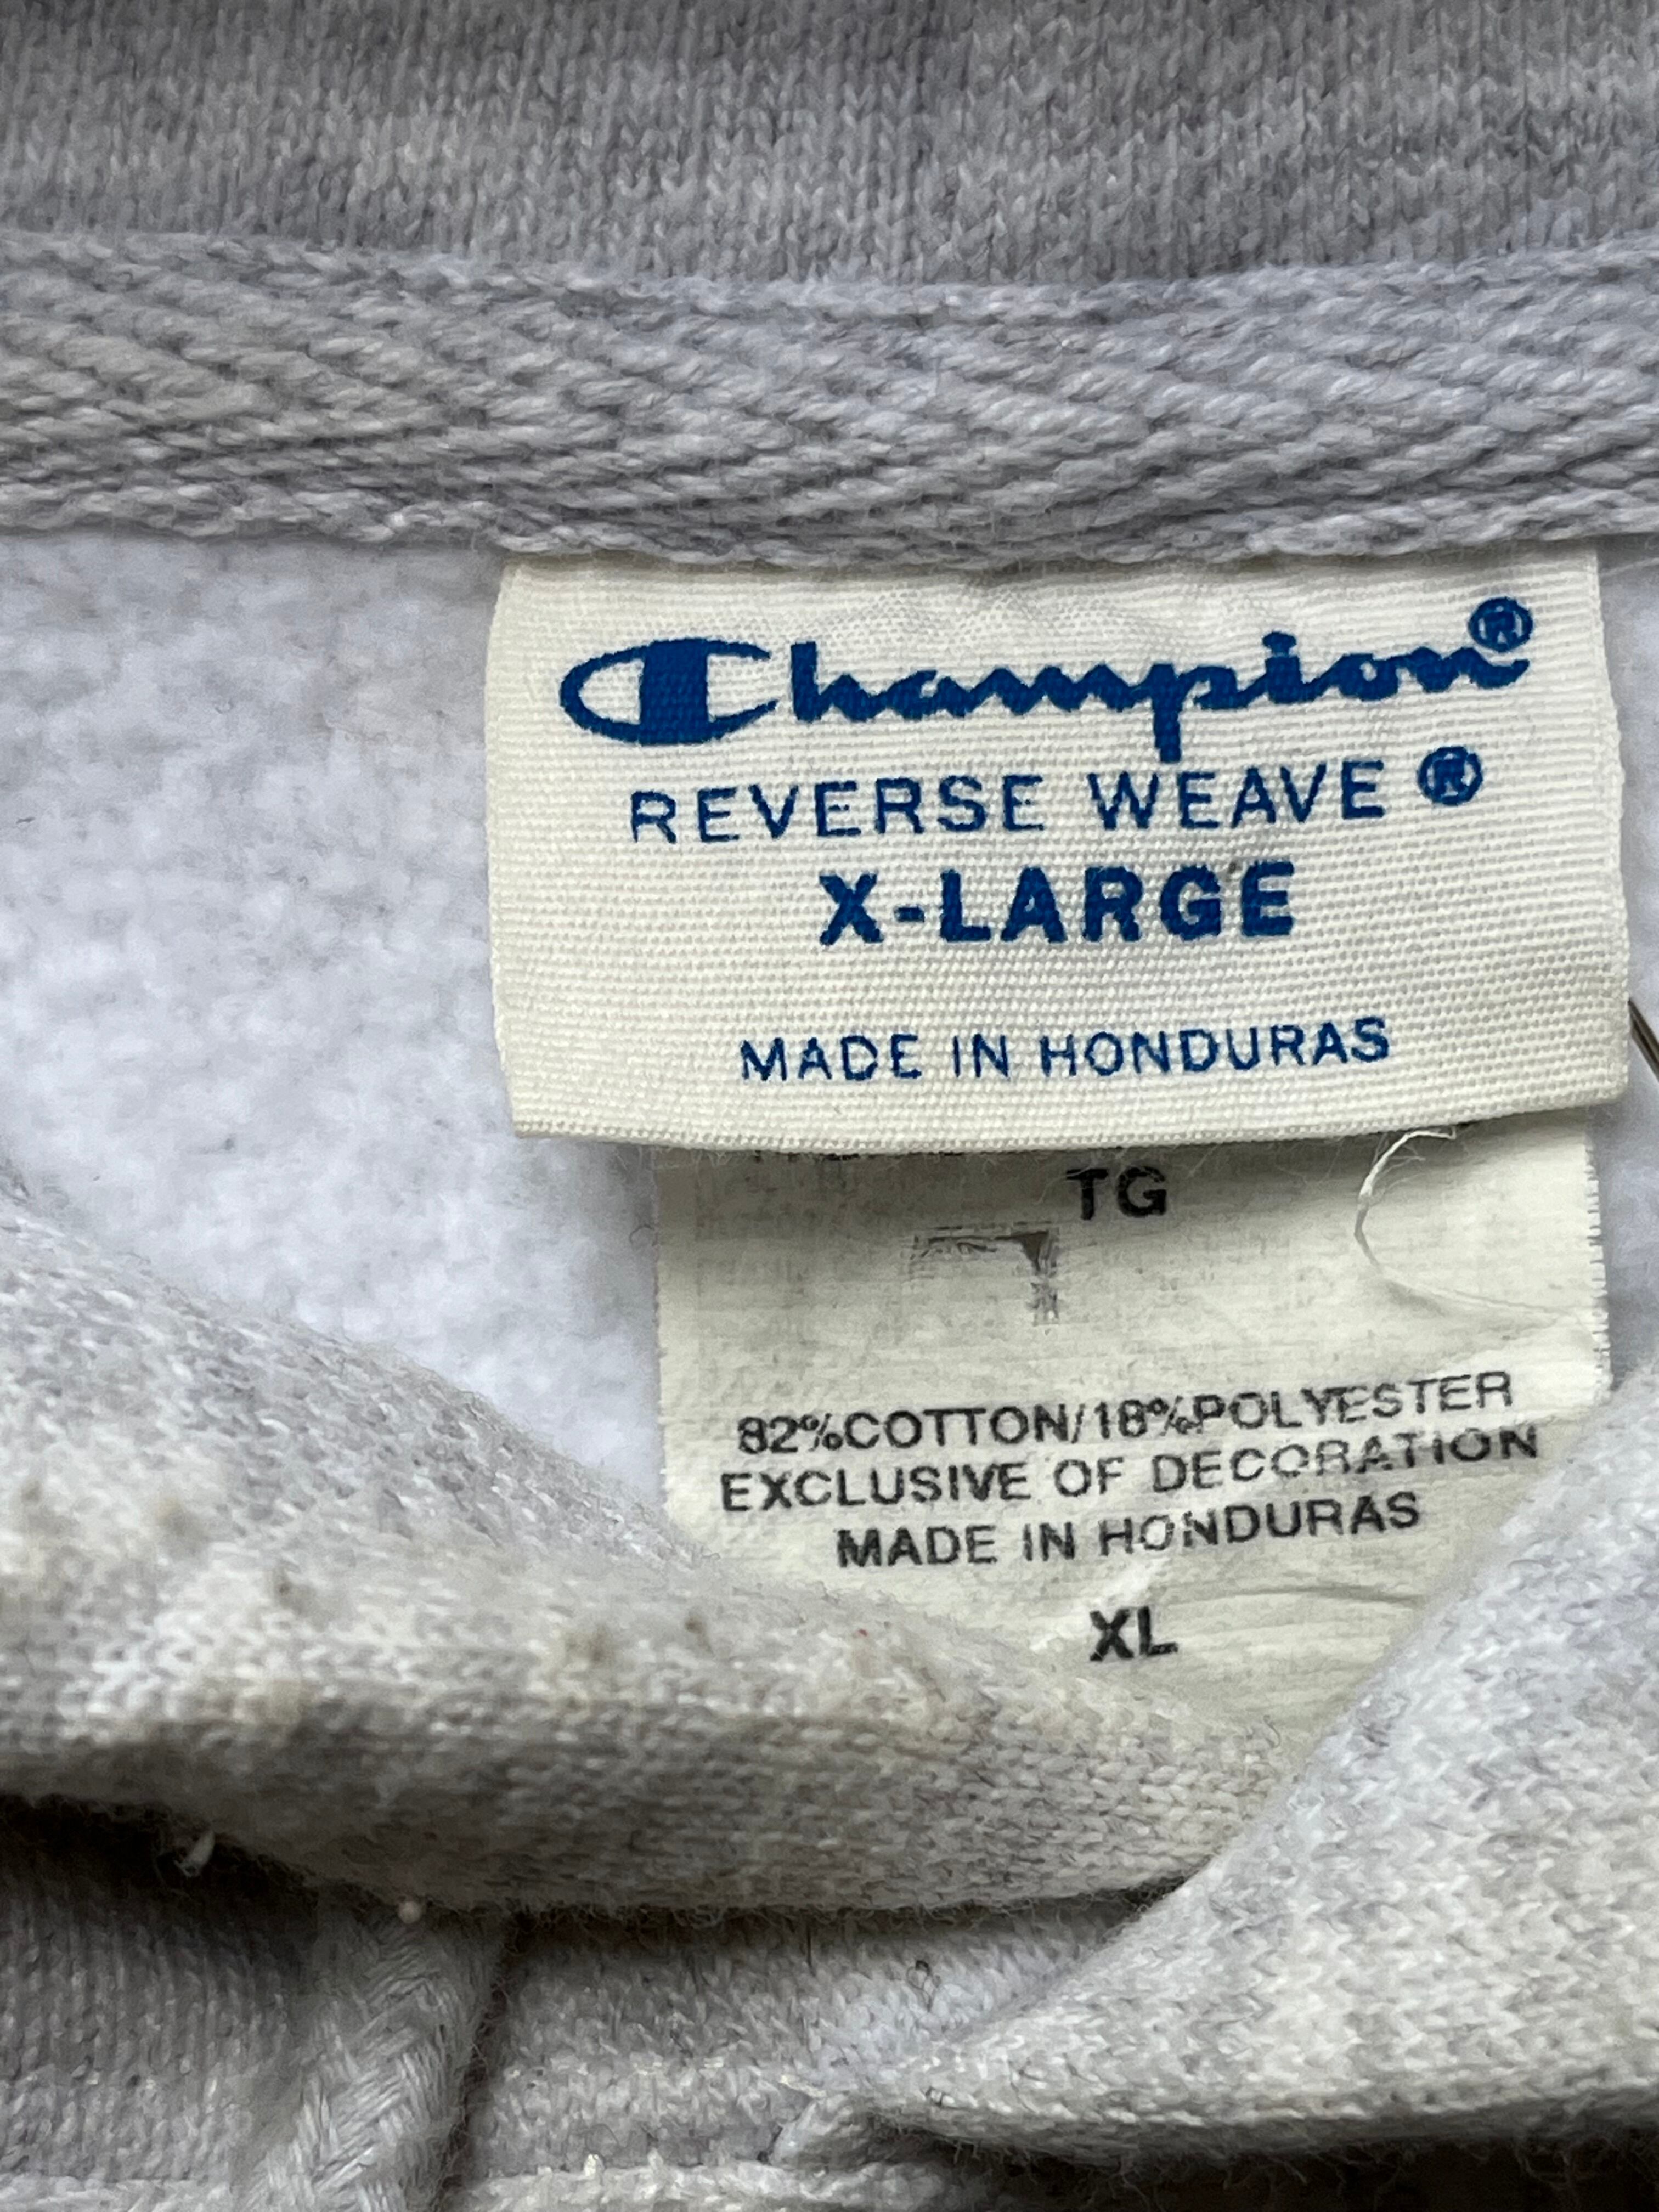 Champion®
REVERSE WEAVE®
X-LARGE
MADE IN HONDURAS
TG
82%COTTON/18%POLYESTER
EXCLUSIVE OF DECORATION
MADE IN HONDURAS
XL